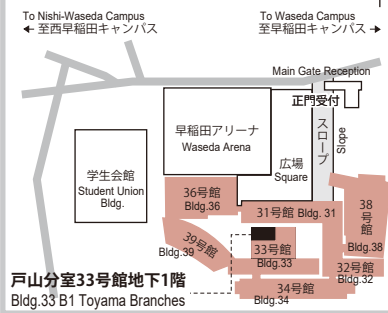 To Nishi-Waseda Campus
← 至西早稲田キャンパス
To Waseda Campus
至早稲田キャンパス →
Main Gate Reception
正門受付
スロープ
Slope
早稲田アリーナ
Waseda Arena
広場
Square
学生会館
Student Union
Bldg.
36号館
Bldg.36
31号館 Bldg. 31
38号館
Bldg.38
39号館
Bldg.39
33号館
Bldg.33
32号館
Bldg.32
34号館
Bldg.34
戸山分室33号館地下1階
Bldg.33 B1 Toyama Branches